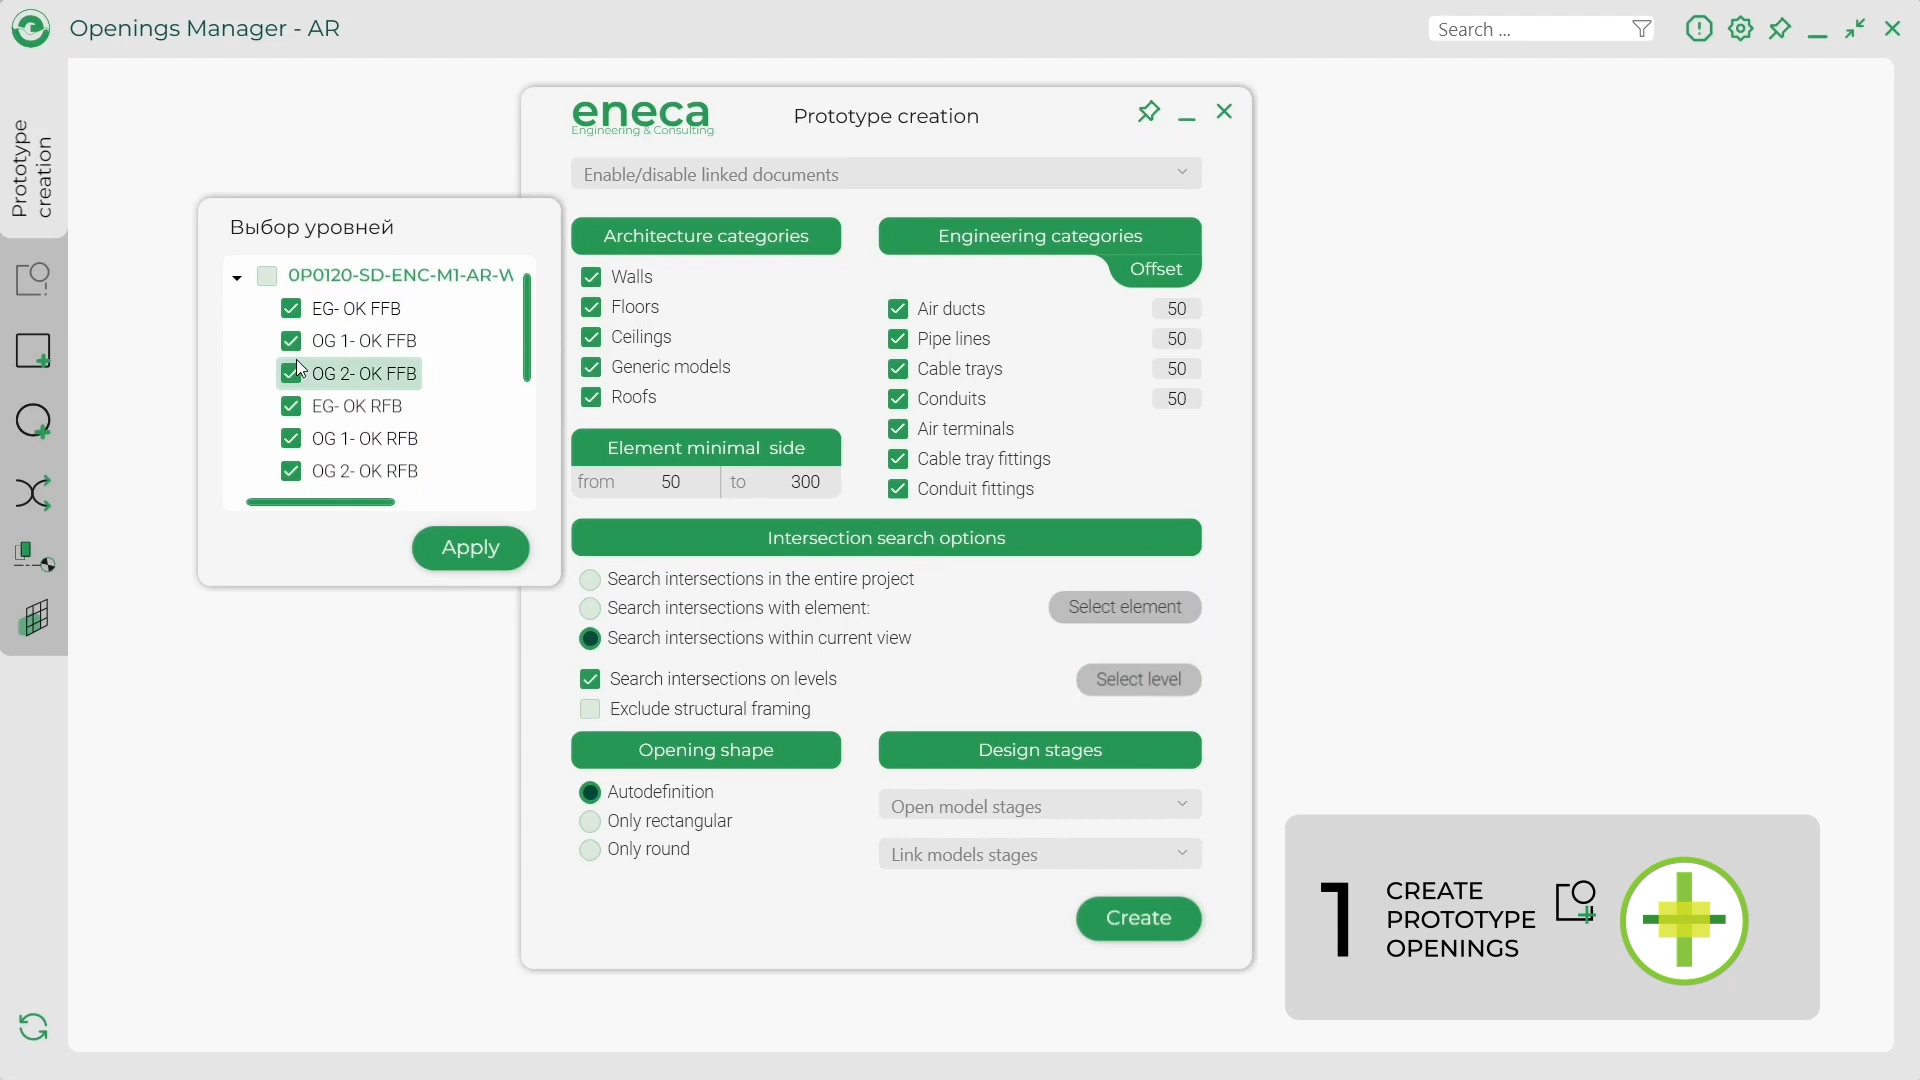 Openings Manager - AR
Search ...
Prototype
creation
eneca
Engineering & Consulting
Prototype creation
Enable/disable linked documents
Выбор уровней
0P0120-SD-ENC-M1-AR-W
EG- OK FFB
OG 1- OK FFB
OG 2- OK FFB
EG- OK RFB
OG 1- OK RFB
OG 2- OK RFB
Apply
Architecture categories
Walls
Floors
Ceilings
Generic models
Roofs
Engineering categories
Offset
Air ducts 50
Pipe lines 50
Cable trays 50
Conduits 50
Air terminals
Cable tray fittings
Conduit fittings
Element minimal side
from 50 to 300
Intersection search options
Search intersections in the entire project
Search intersections with element: Select element
Search intersections within current view
Search intersections on levels Select level
Exclude structural framing
Opening shape
Autodefinition
Only rectangular
Only round
Design stages
Open model stages
Link models stages
Create
1 CREATE
PROTOTYPE
OPENINGS